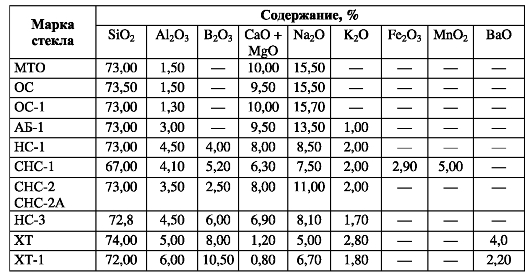 Марка стекла Содержание, %
SiO₂ Al₂O₃ B₂O₃ CaO + MgO Na₂O K₂O Fe₂O₃ MnO₂ BaO
МТО 73,00 1,50 — 10,00 15,50 — — — —
ОС 73,50 1,50 — 9,50 15,50 — — — —
ОС-1 73,00 1,30 — 10,00 15,70 — — — —
АБ-1 73,00 3,00 — 9,50 13,50 1,00 — — —
НС-1 73,00 4,50 4,00 8,00 8,50 2,00 — — —
СНС-1 67,00 4,10 5,20 6,30 7,50 2,00 2,90 5,00 —
СНС-2 73,00 3,50 2,50 8,00 11,00 2,00 — — —
СНС-2А
НС-3 72,8 4,50 6,00 6,90 8,10 1,70 — — —
ХТ 74,00 5,00 8,00 1,20 5,00 2,80 — — 4,0
ХТ-1 72,00 6,00 10,50 0,80 6,70 1,80 — — 2,20